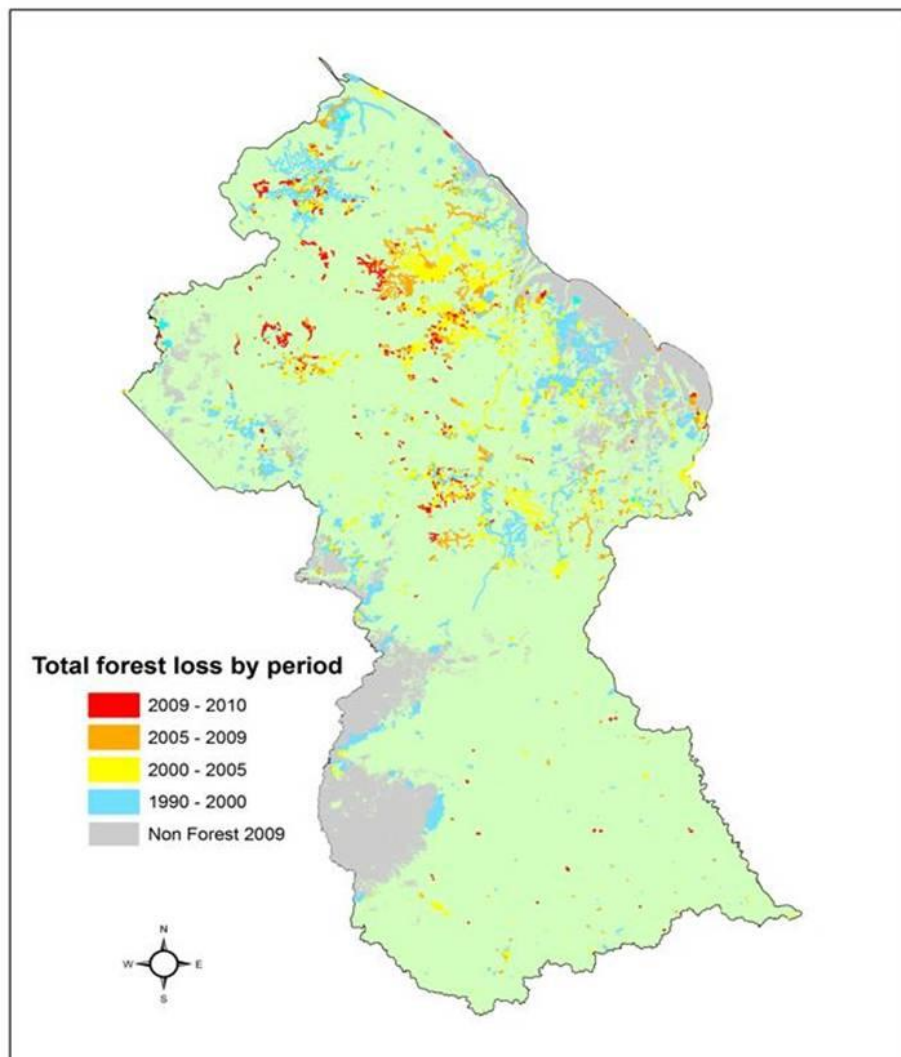 Total forest loss by period
2009 - 2010
2005 - 2009
2000 - 2005
1990 - 2000
Non Forest 2009
N
W E
S